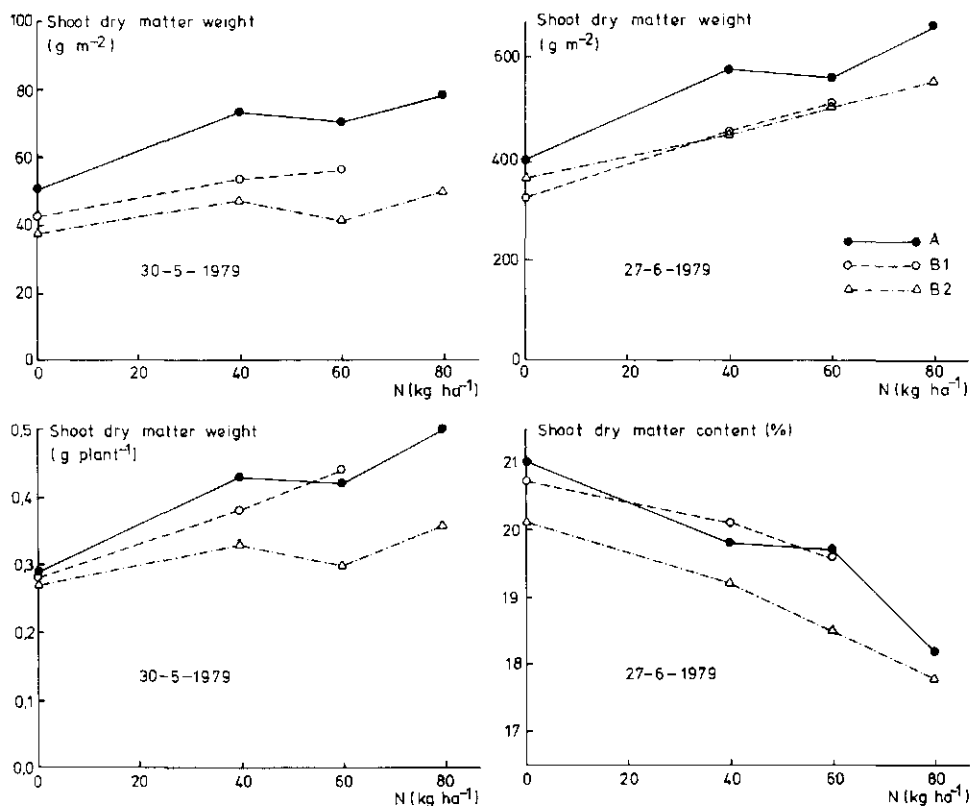 Shoot dry matter weight
(g m⁻²)
100
80
60
40
20
0
30-5-1979
0 20 40 60 80
N (kg ha⁻¹)
Shoot dry matter weight
(g m⁻²)
600
400
200
0
A
B1
B2
27-6-1979
0 20 40 60 80
N (kg ha⁻¹)
Shoot dry matter weight
(g plant⁻¹)
0,5
0,4
0,3
0,2
0,1
0,0
30-5-1979
0 20 40 60 80
N (kg ha⁻¹)
Shoot dry matter content (%)
21
20
19
18
17
27-6-1979
0 20 40 60 80
N (kg ha⁻¹)